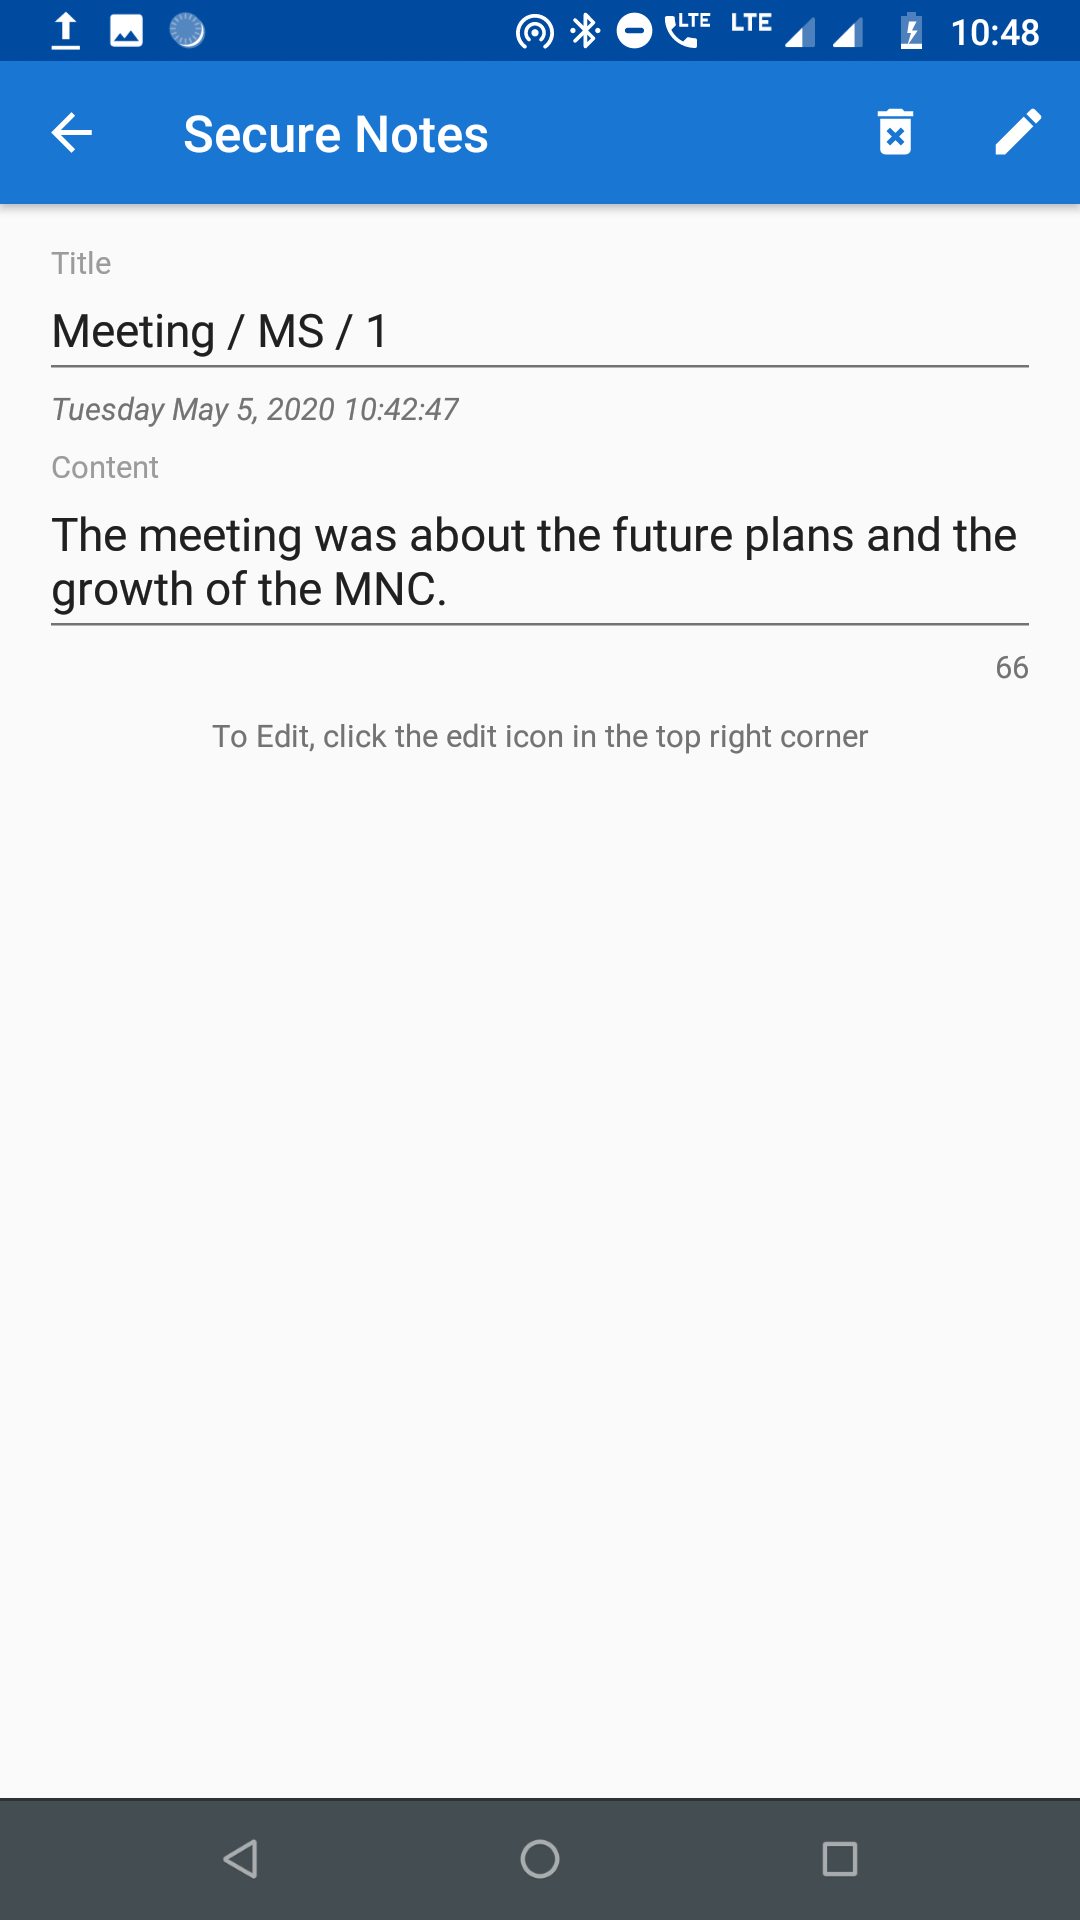 LTE LTE 10:48
Secure Notes
Title
Meeting / MS / 1
Tuesday May 5, 2020 10:42:47
Content
The meeting was about the future plans and the
growth of the MNC.
66
To Edit, click the edit icon in the top right corner